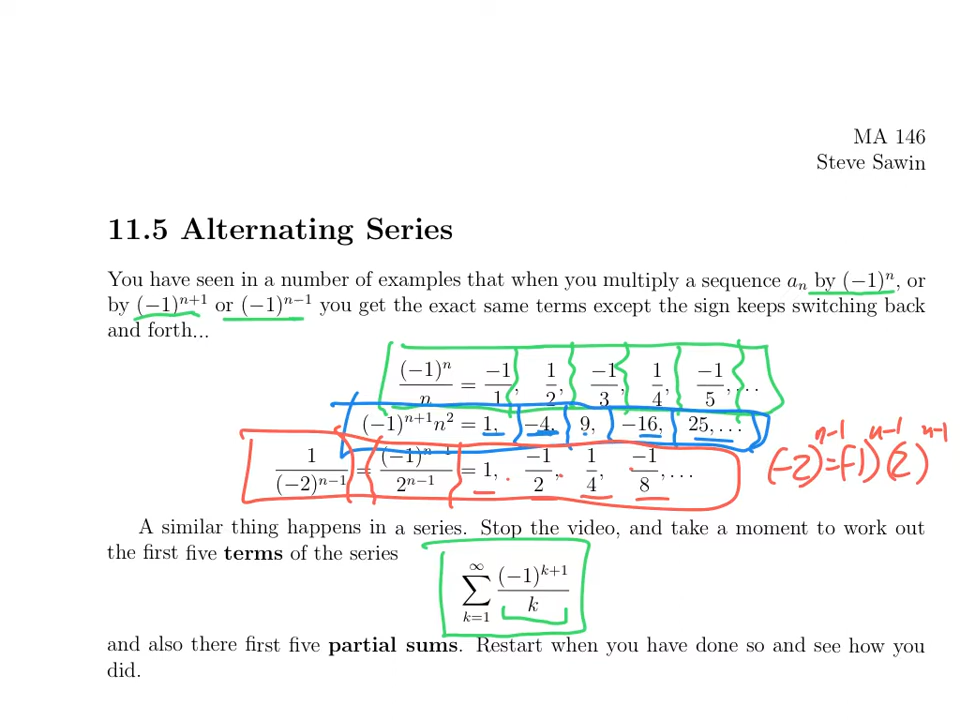 MA 146
Steve Sawin
11.5 Alternating Series
You have seen in a number of examples that when you multiply a sequence aₙ by (−1)ⁿ, or
by (−1)ⁿ⁺¹ or (−1)ⁿ⁻¹ you get the exact same terms except the sign keeps switching back
and forth...
(−1)ⁿ/n = −1/1, 1/2, −1/3, 1/4, −1/5, ...
(−1)ⁿ⁺¹n² = 1, −4, 9, −16, 25, ...
1/(−2)ⁿ⁻¹ = (−1)ⁿ⁻¹/2ⁿ⁻¹ = 1, −1/2, 1/4, −1/8, ...
(−2)ⁿ⁻¹ = (−1)ⁿ⁻¹(2)ⁿ⁻¹
A similar thing happens in a series. Stop the video, and take a moment to work out
the first five terms of the series
∞∑k=1 (−1)ᵏ⁺¹/k
and also there first five partial sums. Restart when you have done so and see how you
did.